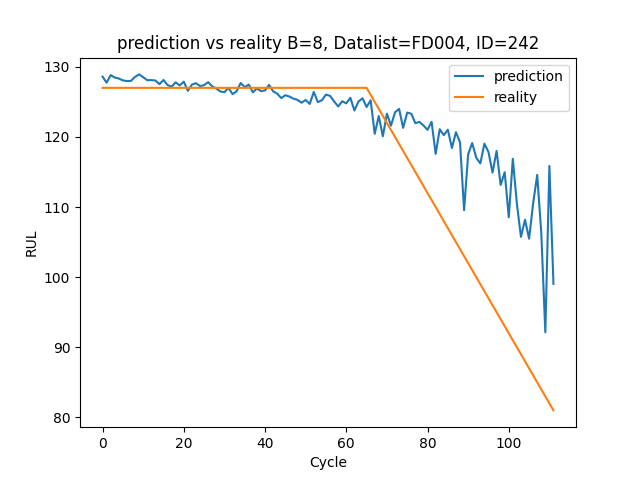 prediction vs reality B=8, Datalist=FD004, ID=242
prediction
reality
130
120
110
100
90
80
RUL
0 20 40 60 80 100
Cycle